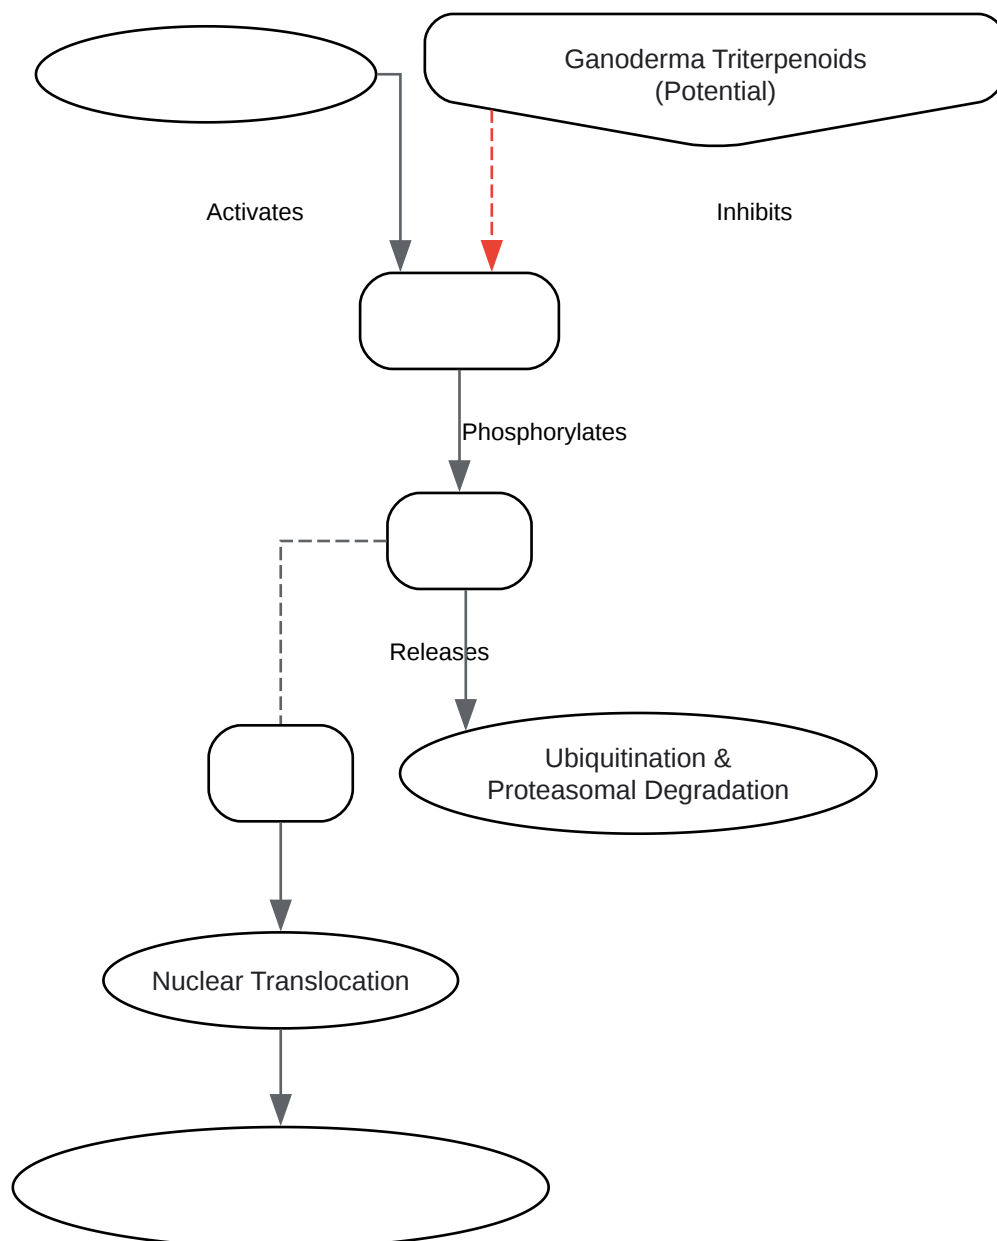 Ganoderma Triterpenoids
(Potential)
Activates
Inhibits
Phosphorylates
Releases
Ubiquitination &
Proteasomal Degradation
Nuclear Translocation